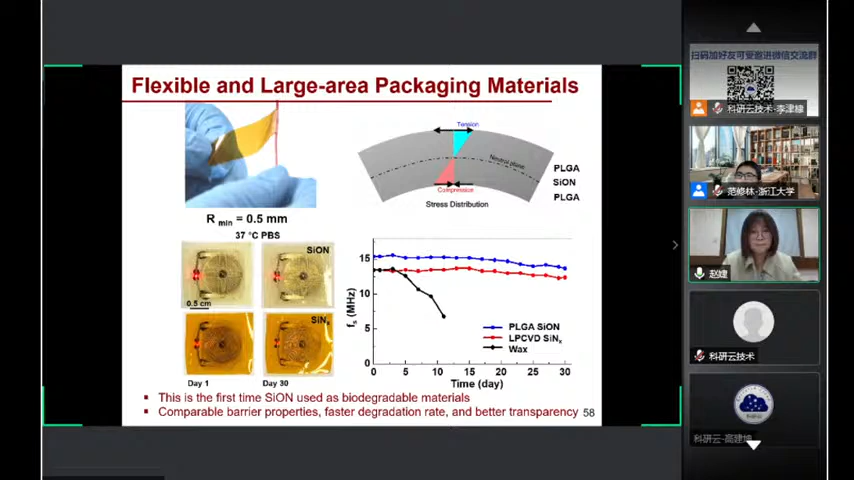 Flexible and Large-area Packaging Materials
Tension
Neutral plane
Compression
Stress Distribution
PLGA
SiON
PLGA
R min = 0.5 mm
37 °C PBS
SiON
0.5 cm
SiNx
Day 1
Day 30
fs (MHz)
15
10
5
0
0
5
10
15
20
25
30
Time (day)
PLGA SiON
LPCVD SiNx
Wax
▪ This is the first time SiON used as biodegradable materials
▪ Comparable barrier properties, faster degradation rate, and better transparency
58
扫码加好友可爱邀进微信交流群
科研云技术-李津
范修林-浙江大学
赵婕
科研云技术
科研云-高建